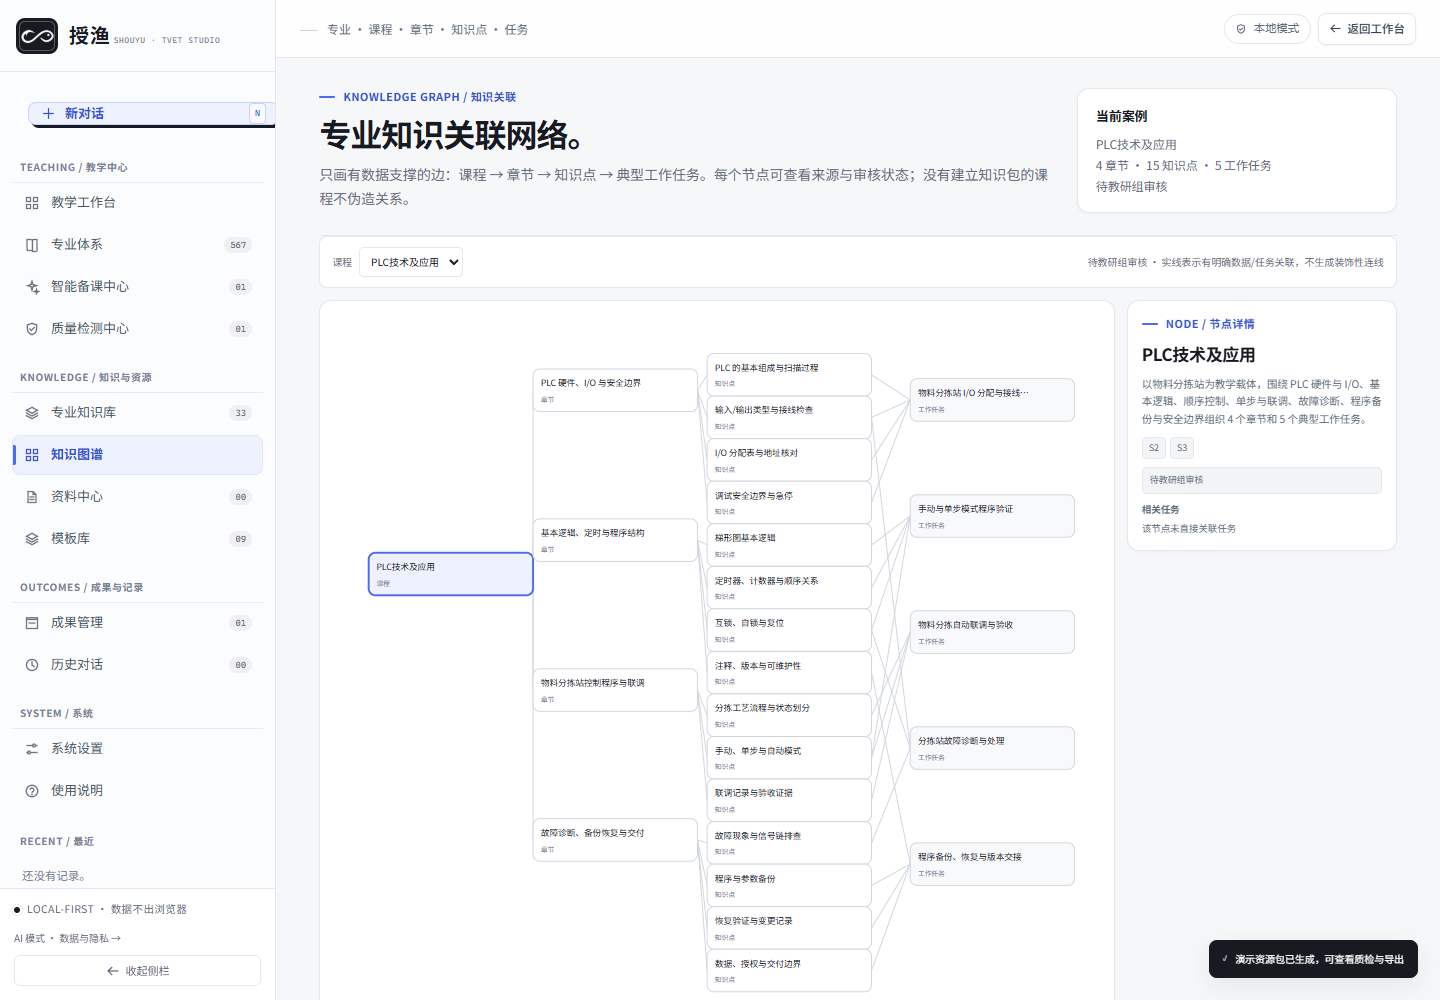 授渔 SHOUYU · TVET STUDIO
新对话 N
TEACHING / 教学中心
教学工作台
专业体系 567
智能备课中心 01
质量检测中心 01
KNOWLEDGE / 知识与资源
专业知识库 33
知识图谱
资料中心 00
模板库 09
OUTCOMES / 成果与记录
成果管理 01
历史对话 00
SYSTEM / 系统
系统设置
使用说明
RECENT / 最近
还没有记录。
LOCAL-FIRST · 数据不出浏览器
AI 模式 · 数据与隐私 →
← 收起侧栏
专业 · 课程 · 章节 · 知识点 · 任务
本地模式
← 返回工作台
KNOWLEDGE GRAPH / 知识关联
专业知识关联网络。
只画有数据支撑的边：课程 → 章节 → 知识点 → 典型工作任务。每个节点可查看来源与审核状态；没有建立知识包的课
程不伪造关系。
当前案例
PLC技术及应用
4 章节 · 15 知识点 · 5 工作任务
待教研组审核
课程 PLC技术及应用
待教研组审核 · 实线表示有明确数据/任务关联，不生成装饰性连线
PLC技术及应用
课程
PLC 硬件、I/O 与安全边界
章节
基本逻辑、定时与程序结构
章节
物料分拣站控制程序与联调
章节
故障诊断、备份恢复与交付
章节
PLC 的基本组成与扫描过程
知识点
输入/输出类型与接线检查
知识点
I/O 分配表与地址核对
知识点
调试安全边界与急停
知识点
梯形图基本逻辑
知识点
定时器、计数器与顺序关系
知识点
互锁、自锁与复位
知识点
注释、版本与可维护性
知识点
分拣工艺流程与状态划分
知识点
手动、单步与自动模式
知识点
联调记录与验收证据
知识点
故障现象与信号链排查
知识点
程序与参数备份
知识点
恢复验证与变更记录
知识点
数据、授权与交付边界
知识点
物料分拣站 I/O 分配与接线…
工作任务
手动与单步模式程序验证
工作任务
物料分拣自动联调与验收
工作任务
分拣站故障诊断与处理
工作任务
程序备份、恢复与版本交接
工作任务
NODE / 节点详情
PLC技术及应用
以物料分拣站为教学载体，围绕 PLC 硬件与 I/O、基
本逻辑、顺序控制、单步与联调、故障诊断、程序备
份与安全边界组织 4 个章节和 5 个典型工作任务。
S2 S3
待教研组审核
相关任务
该节点未直接关联任务
✓ 演示资源包已生成，可查看质检与导出